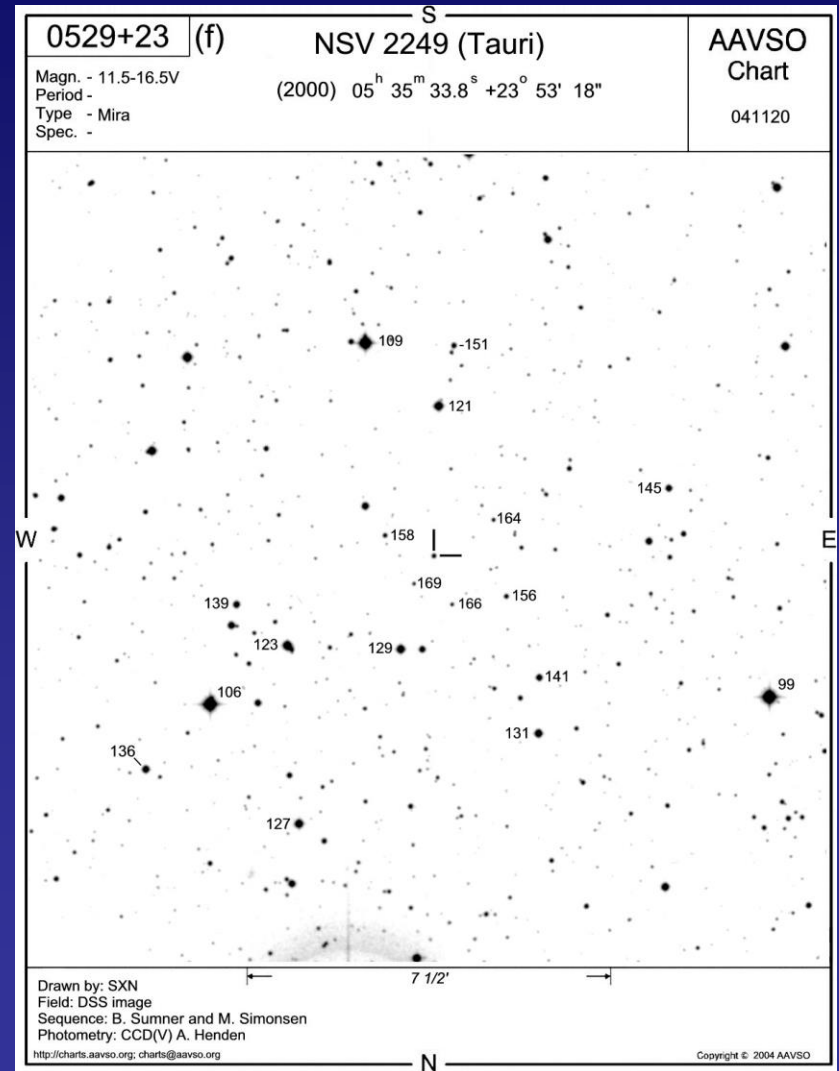 S
0529+23 (f)
NSV 2249 (Tauri)
AAVSO
Chart
041120
Magn. - 11.5-16.5V
Period -
Type - Mira
Spec. -
(2000) 05h 35m 33.8s +23o 53' 18"
109
-151
121
145
164
W
158
E
169
156
166
139
123
129
141
106
99
131
136
127
7 1/2'
Drawn by: SXN
Field: DSS image
Sequence: B. Sumner and M. Simonsen
Photometry: CCD(V) A. Henden
http://charts.aavso.org; charts@aavso.org
Copyright © 2004 AAVSO
N